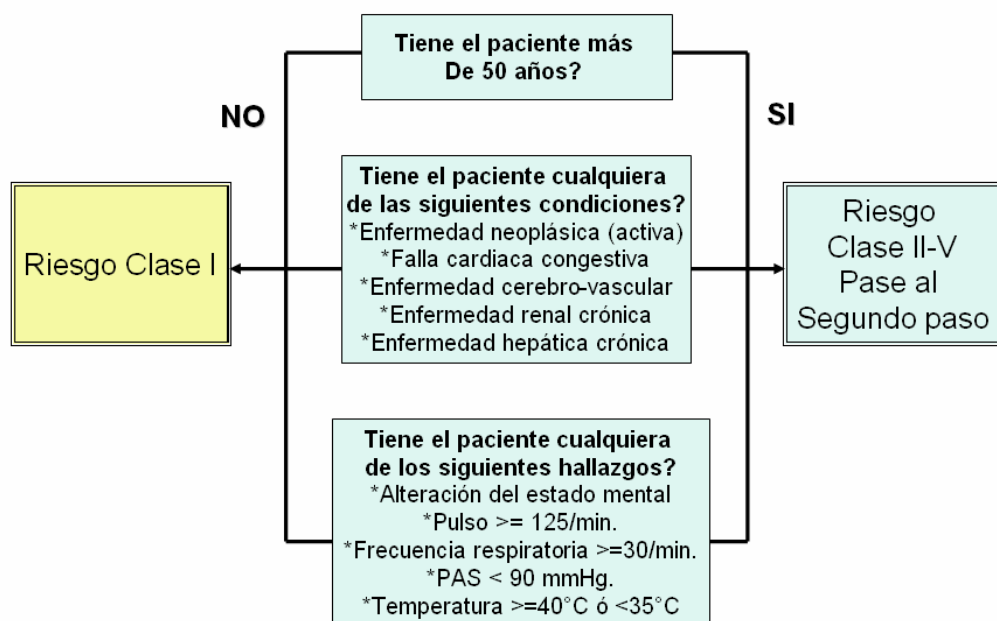 Tiene el paciente más
De 50 años?
NO
SI
Tiene el paciente cualquiera
de las siguientes condiciones?
*Enfermedad neoplásica (activa)
*Falla cardiaca congestiva
*Enfermedad cerebro-vascular
*Enfermedad renal crónica
*Enfermedad hepática crónica
Riesgo Clase I
Riesgo
Clase II-V
Pase al
Segundo paso
Tiene el paciente cualquiera
de los siguientes hallazgos?
*Alteración del estado mental
*Pulso >= 125/min.
*Frecuencia respiratoria >=30/min.
*PAS < 90 mmHg.
*Temperatura >=40°C ó <35°C